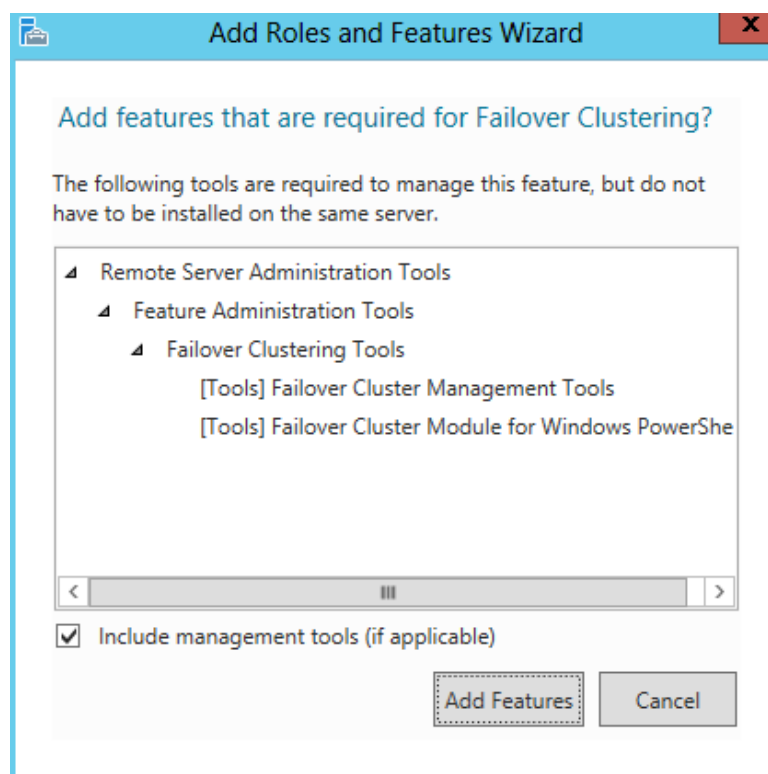 Add Roles and Features Wizard
x
Add features that are required for Failover Clustering?
The following tools are required to manage this feature, but do not
have to be installed on the same server.
Remote Server Administration Tools
Feature Administration Tools
Failover Clustering Tools
[Tools] Failover Cluster Management Tools
[Tools] Failover Cluster Module for Windows PowerShe
Include management tools (if applicable)
Add Features Cancel